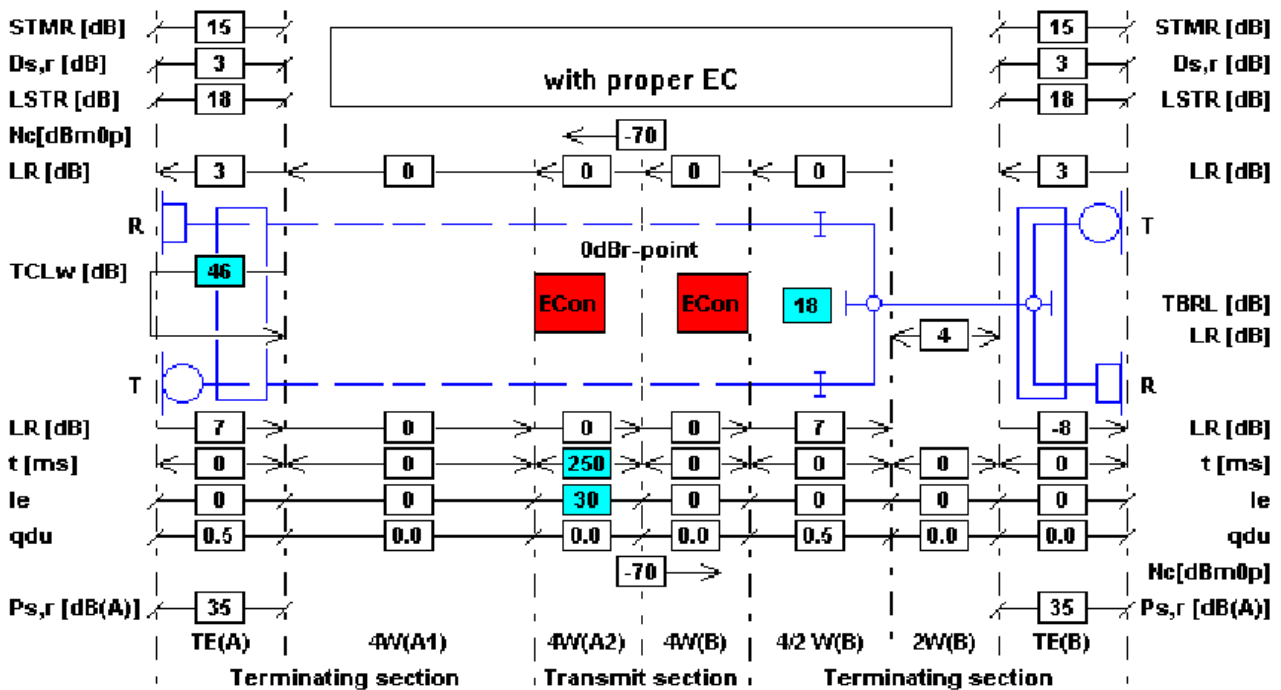 STMR [dB] 15 15 STMR [dB]
Ds,r [dB] 3 with proper EC 3 Ds,r [dB]
LSTR [dB] 18 18 LSTR [dB]
Nc[dBm0p] -70
LR [dB] 3 0 0 0 0 3 LR [dB]
R T
0dBr-point
TCLw [dB] 46
ECon ECon 18 TBRL [dB]
4 LR [dB]
T R
LR [dB] 7 0 0 0 7 -8 LR [dB]
t [ms] 0 0 250 0 0 0 0 t [ms]
Ie 0 0 30 0 0 0 0 Ie
qdu 0.5 0.0 0.0 0.0 0.5 0.0 0.0 qdu
-70 Nc[dBm0p]
Ps,r [dB(A)] 35 35 Ps,r [dB(A)]
TE(A) 4W(A1) 4W(A2) 4W(B) 4/2 W(B) 2W(B) TE(B)
Terminating section Transmit section Terminating section